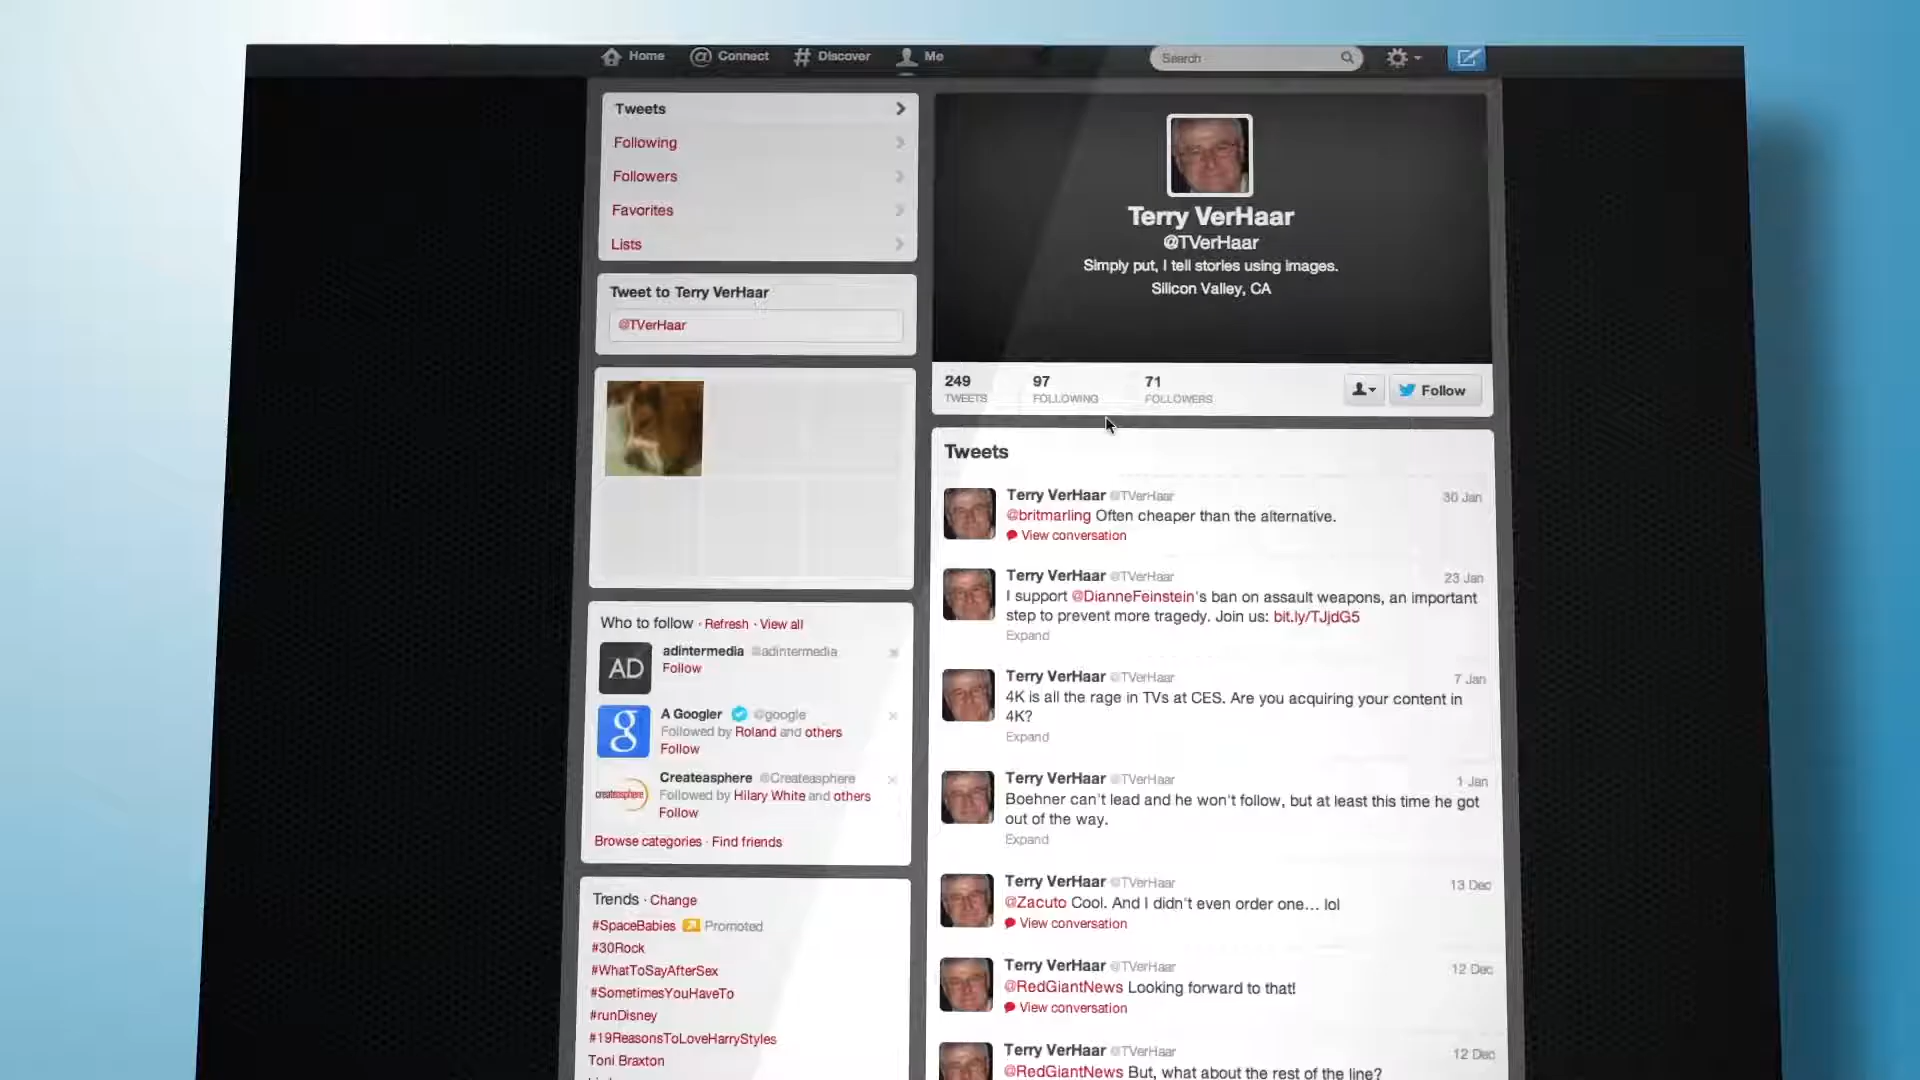 Home
Connect
Discover
Me
Search
Tweets
Following
Followers
Favorites
Lists
Tweet to Terry VerHaar
@TVerHaar
Who to follow · Refresh · View all
AD
adintermedia @adintermedia
Follow
g
A Googler @google
Followed by Roland and others
Follow
createasphere
Createasphere @Createasphere
Followed by Hilary White and others
Follow
Browse categories · Find friends
Trends · Change
#SpaceBabies Promoted
#30Rock
#WhatToSayAfterSex
#SometimesYouHaveTo
#runDisney
#19ReasonsToLoveHarryStyles
Toni Braxton
Terry VerHaar
@TVerHaar
Simply put, I tell stories using images.
Silicon Valley, CA
249
TWEETS
97
FOLLOWING
71
FOLLOWERS
Follow
Tweets
Terry VerHaar @TVerHaar 30 Jan
@britmarling Often cheaper than the alternative.
View conversation
Terry VerHaar @TVerHaar 23 Jan
I support @DianneFeinstein's ban on assault weapons, an important
step to prevent more tragedy. Join us: bit.ly/TJjdG5
Expand
Terry VerHaar @TVerHaar 7 Jan
4K is all the rage in TVs at CES. Are you acquiring your content in
4K?
Expand
Terry VerHaar @TVerHaar 1 Jan
Boehner can't lead and he won't follow, but at least this time he got
out of the way.
Expand
Terry VerHaar @TVerHaar 13 Dec
@Zacuto Cool. And I didn't even order one... lol
View conversation
Terry VerHaar @TVerHaar 12 Dec
@RedGiantNews Looking forward to that!
View conversation
Terry VerHaar @TVerHaar 12 Dec
@RedGiantNews But, what about the rest of the line?